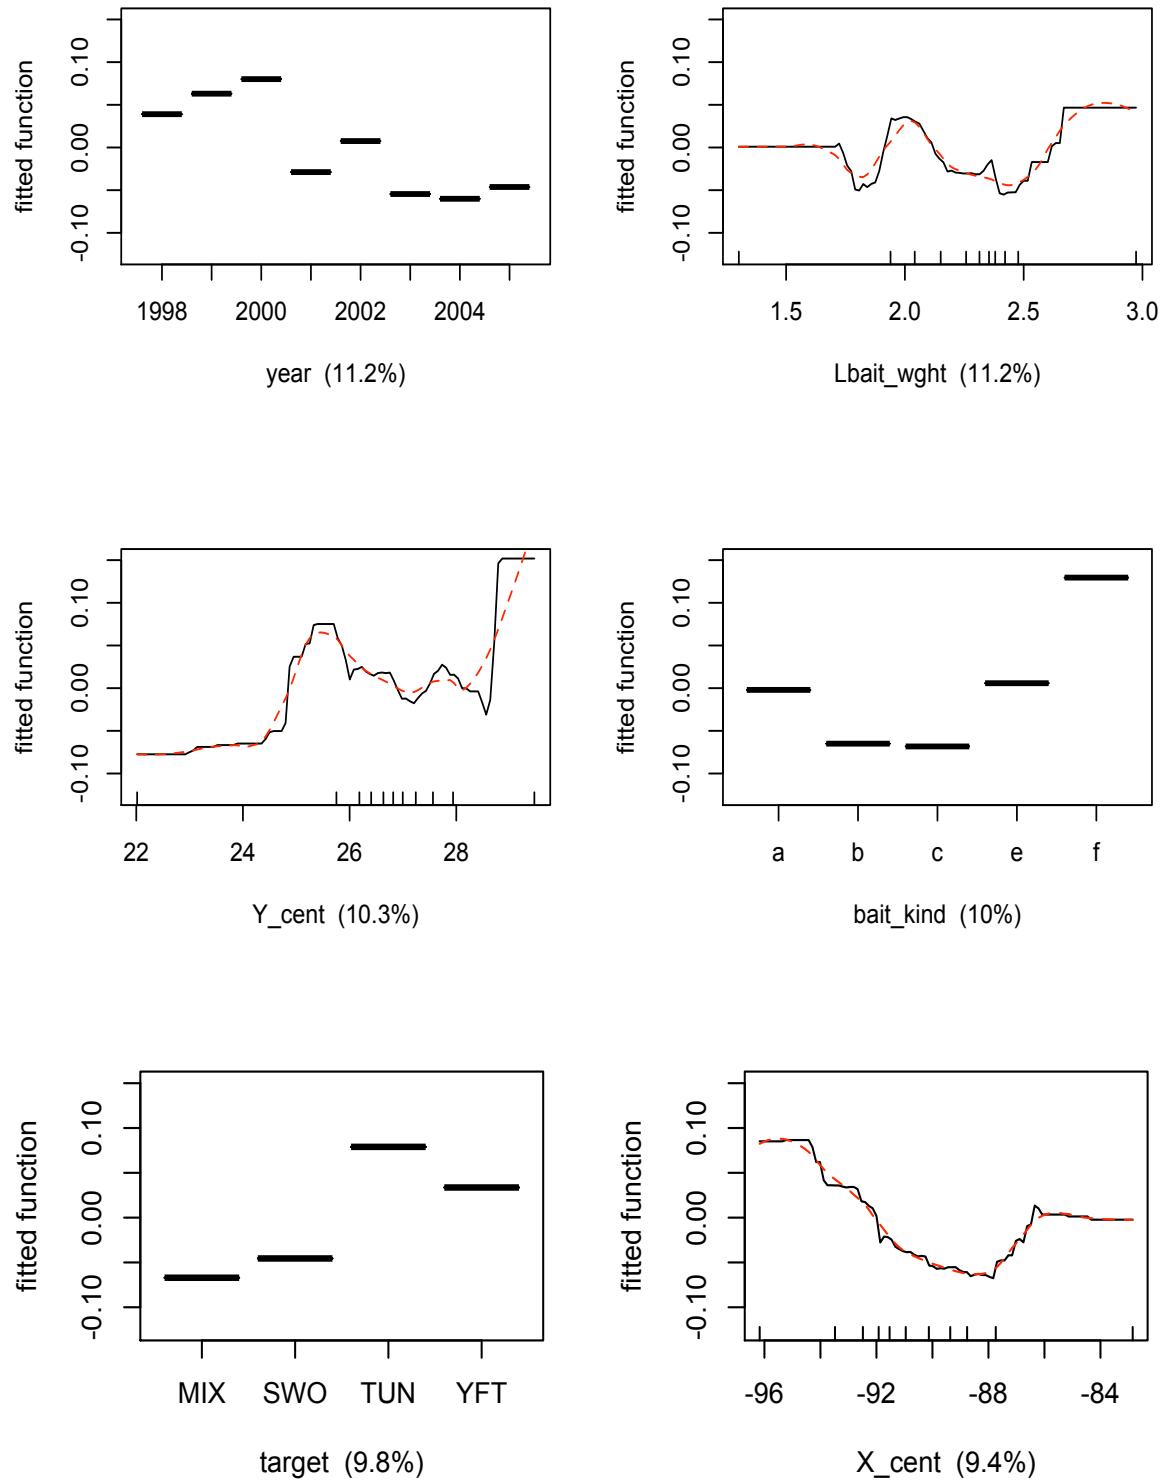 fitted function
-0.10 0.00 0.10
1998 2000 2002 2004
year (11.2%)
fitted function
-0.10 0.00 0.10
1.5 2.0 2.5 3.0
Lbait_wght (11.2%)
fitted function
-0.10 0.00 0.10
22 24 26 28
Y_cent (10.3%)
fitted function
-0.10 0.00 0.10
a b c e f
bait_kind (10%)
fitted function
-0.10 0.00 0.10
MIX SWO TUN YFT
target (9.8%)
fitted function
-0.10 0.00 0.10
-96 -92 -88 -84
X_cent (9.4%)